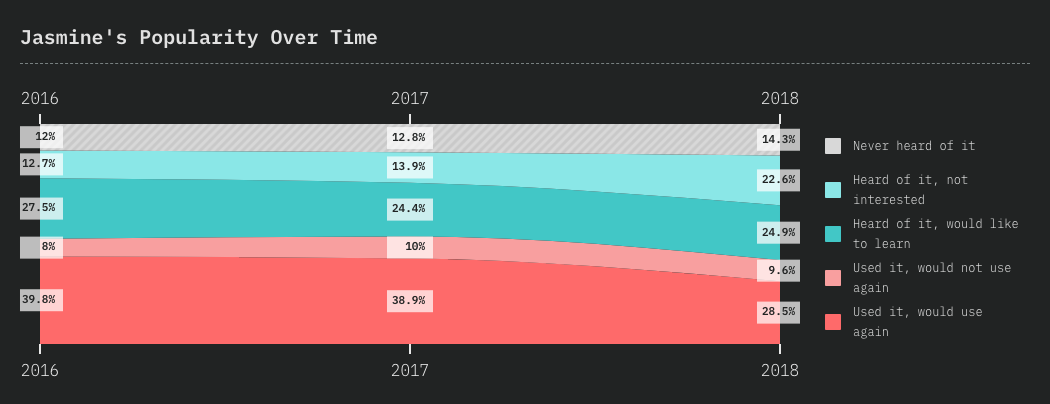 Jasmine's Popularity Over Time
2016 2017 2018
12% 12.8% 14.3%
12.7% 13.9% 22.6%
27.5% 24.4% 24.9%
8% 10% 9.6%
39.8% 38.9% 28.5%
2016 2017 2018
Never heard of it
Heard of it, not
interested
Heard of it, would like
to learn
Used it, would not use
again
Used it, would use
again